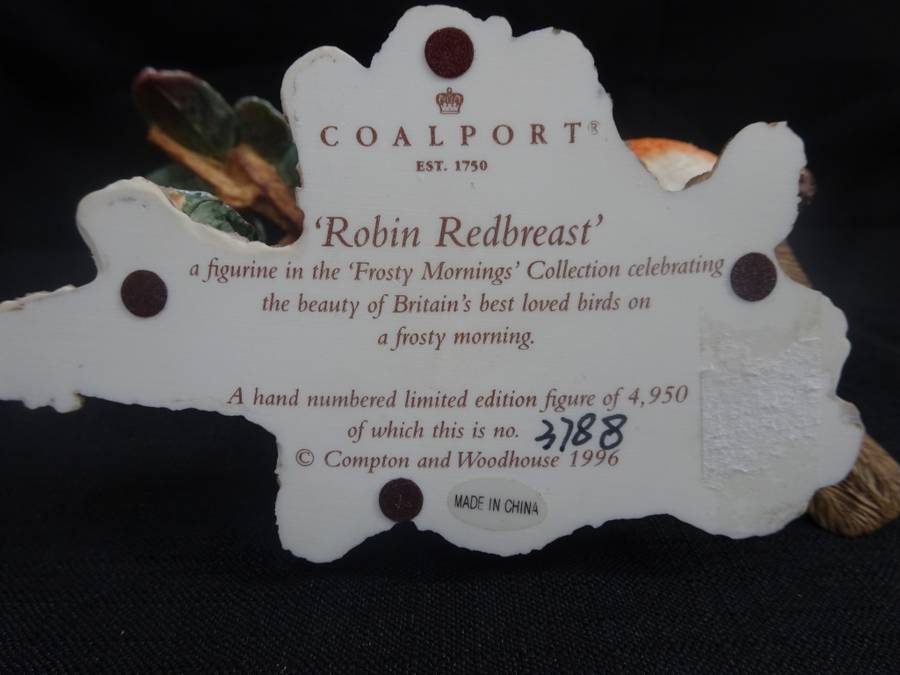 COALPORT®
EST. 1750
‘Robin Redbreast’
a figurine in the ‘Frosty Mornings’ Collection celebrating
the beauty of Britain’s best loved birds on
a frosty morning.
A hand numbered limited edition figure of 4,950
of which this is no. 3788
© Compton and Woodhouse 1996
MADE IN CHINA